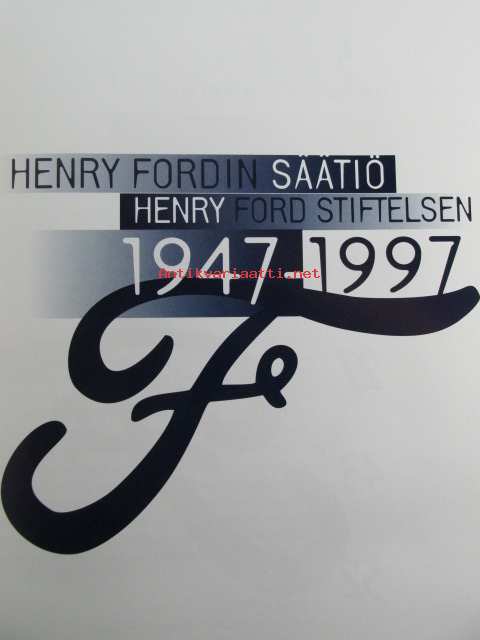 HENRY FORDIN SÄÄTIÖ
HENRY FORD STIFTELSEN
1947 1997
Antikvariaatti.net
F